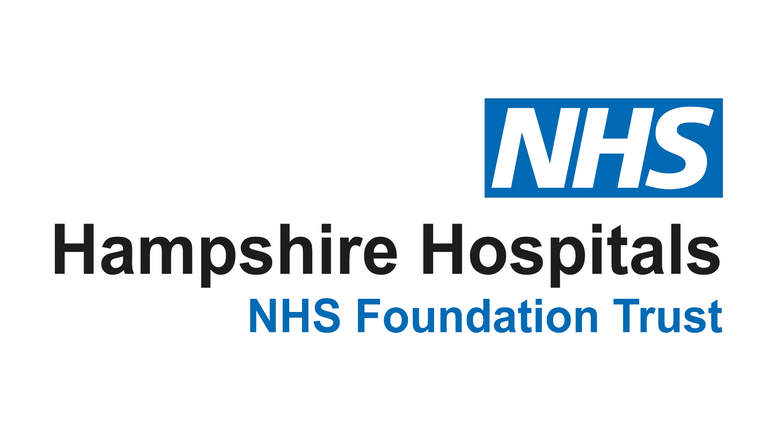 NHS
Hampshire Hospitals
NHS Foundation Trust